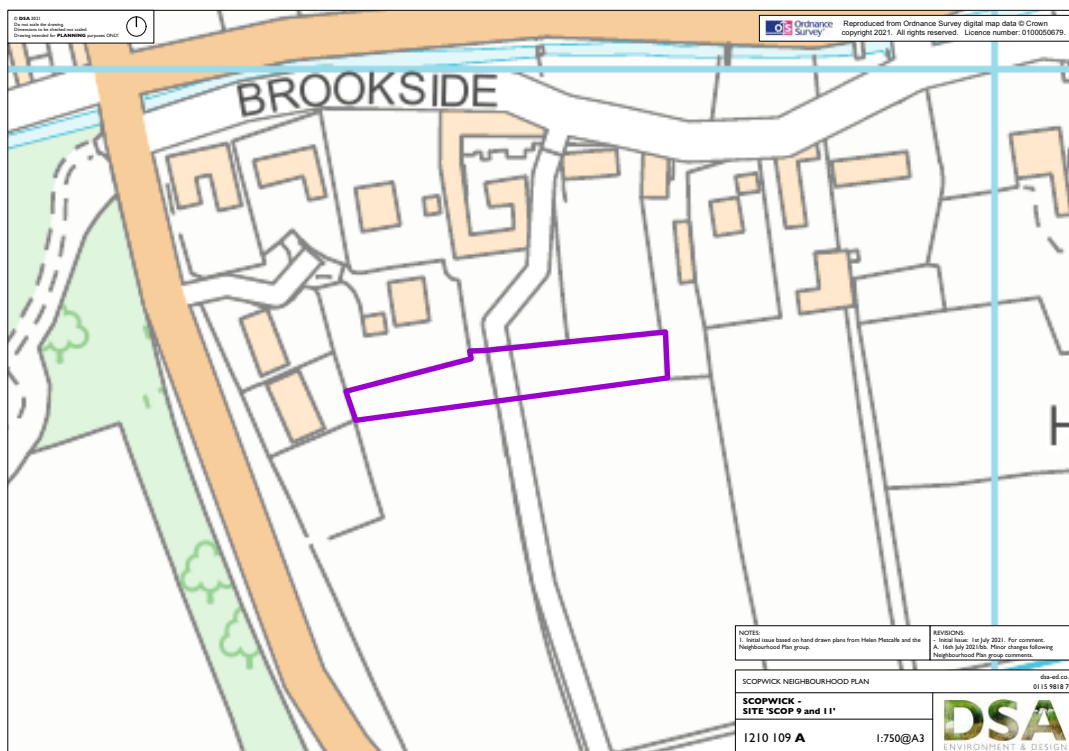 © DSA 2021
Do not scale the drawing.
Dimensions to be checked not scaled.
Drawing intended for PLANNING purposes ONLY.
Ordnance
Survey
Reproduced from Ordnance Survey digital map data © Crown
copyright 2021. All rights reserved. Licence number: 0100050679.
BROOKSIDE
H
NOTES:
1. Initial issue based on hand drawn plans from Helen Metcalfe and the
Neighbourhood Plan group.
REVISIONS:
- Initial Issue: 1st July 2021. For comment.
A. 16th July 2021/bb. Minor changes following
Neighbourhood Plan group comments.
SCOPWICK NEIGHBOURHOOD PLAN
dsa-ed.co.
0115 9818 7
SCOPWICK -
SITE 'SCOP 9 and 11'
1210 109 A
1:750@A3
DSA
ENVIRONMENT & DESIGN